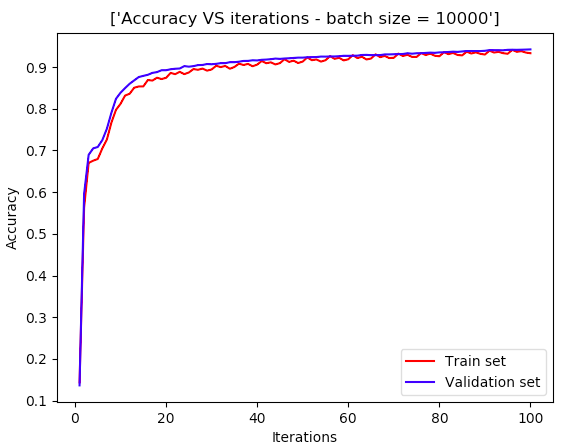 ['Accuracy VS iterations - batch size = 10000']
0.9
0.8
0.7
0.6
0.5
0.4
0.3
0.2
0.1
Accuracy
0 20 40 60 80 100
Iterations
Train set
Validation set